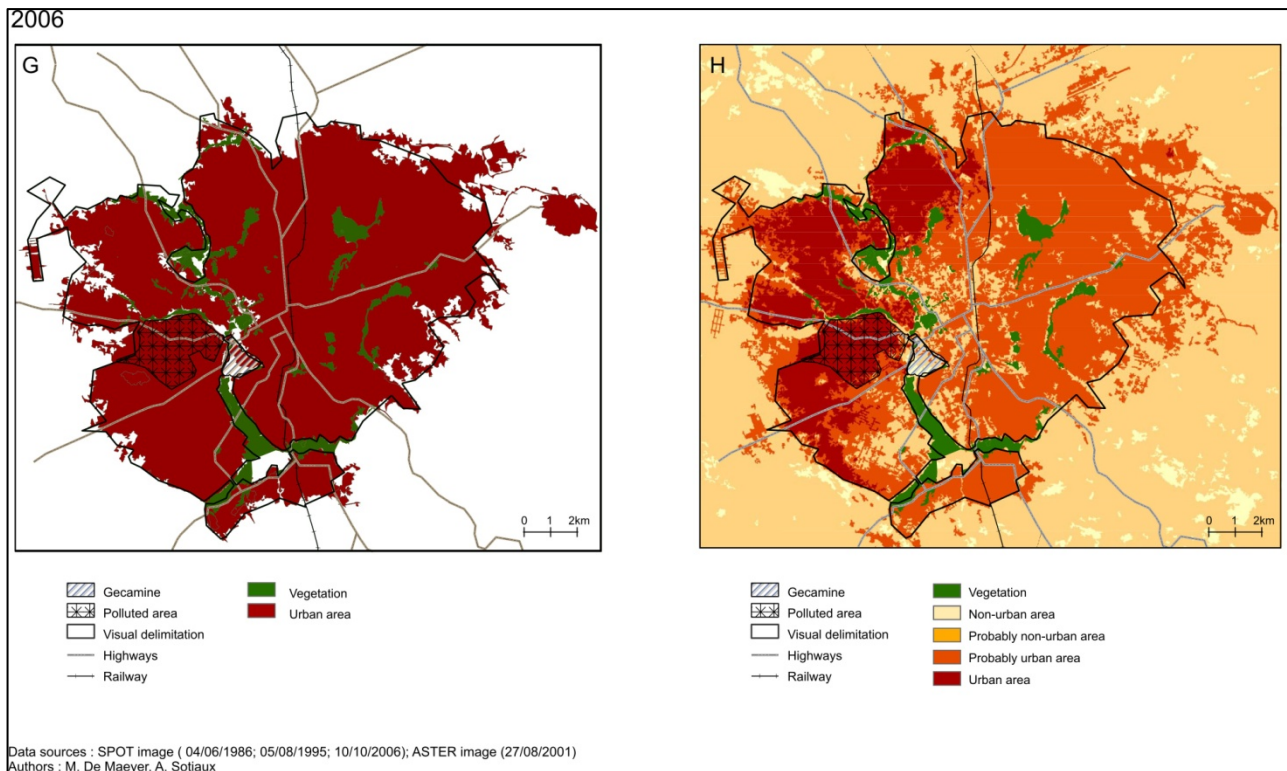 2006
G
0 1 2km
Gecamine
Polluted area
Visual delimitation
Highways
Railway
Vegetation
Urban area
H
0 1 2km
Gecamine
Polluted area
Visual delimitation
Highways
Railway
Vegetation
Non-urban area
Probably non-urban area
Probably urban area
Urban area
Data sources : SPOT image ( 04/06/1986; 05/08/1995; 10/10/2006); ASTER image (27/08/2001)
Authors : M. De Maeyer, A. Sotiaux